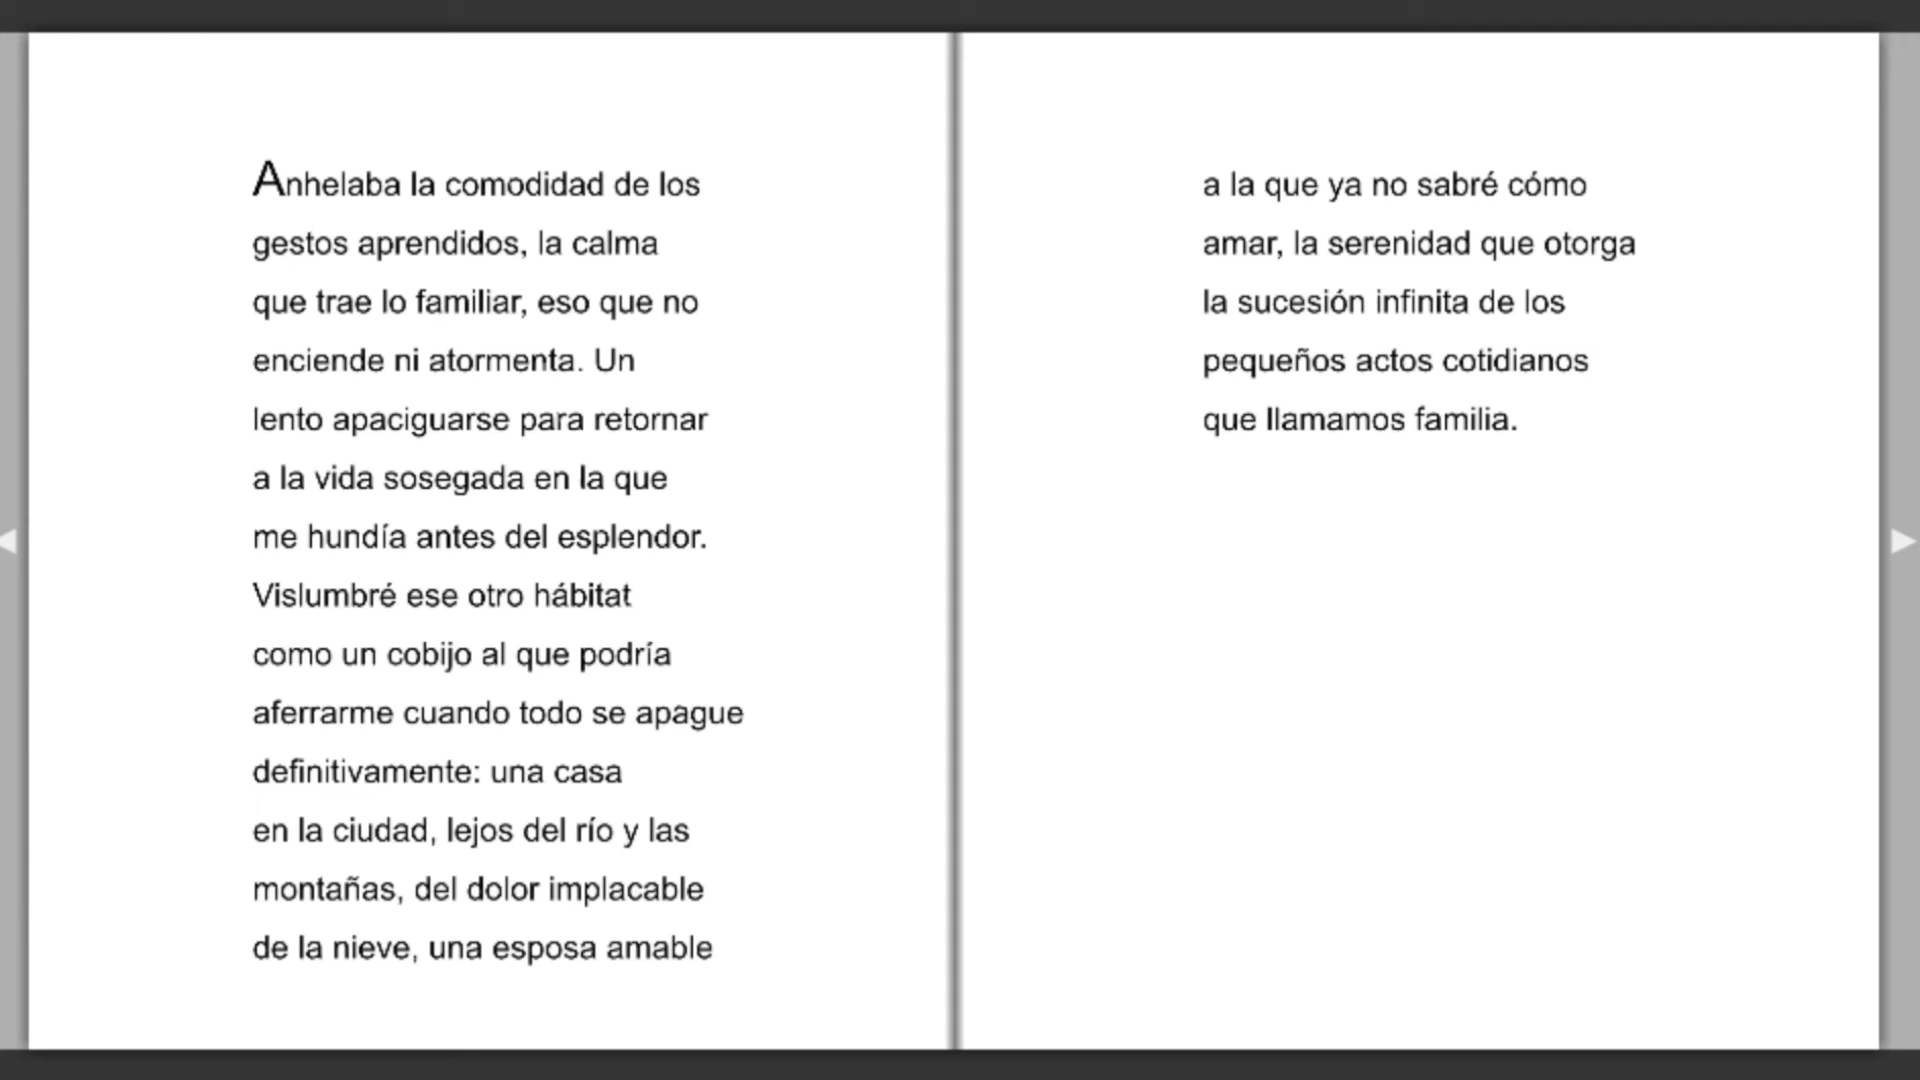 Anhelaba la comodidad de los
gestos aprendidos, la calma
que trae lo familiar, eso que no
enciende ni atormenta. Un
lento apaciguarse para retornar
a la vida sosegada en la que
me hundía antes del esplendor.
Vislumbré ese otro hábitat
como un cobijo al que podría
aferrarme cuando todo se apague
definitivamente: una casa
en la ciudad, lejos del río y las
montañas, del dolor implacable
de la nieve, una esposa amable
a la que ya no sabré cómo
amar, la serenidad que otorga
la sucesión infinita de los
pequeños actos cotidianos
que llamamos familia.